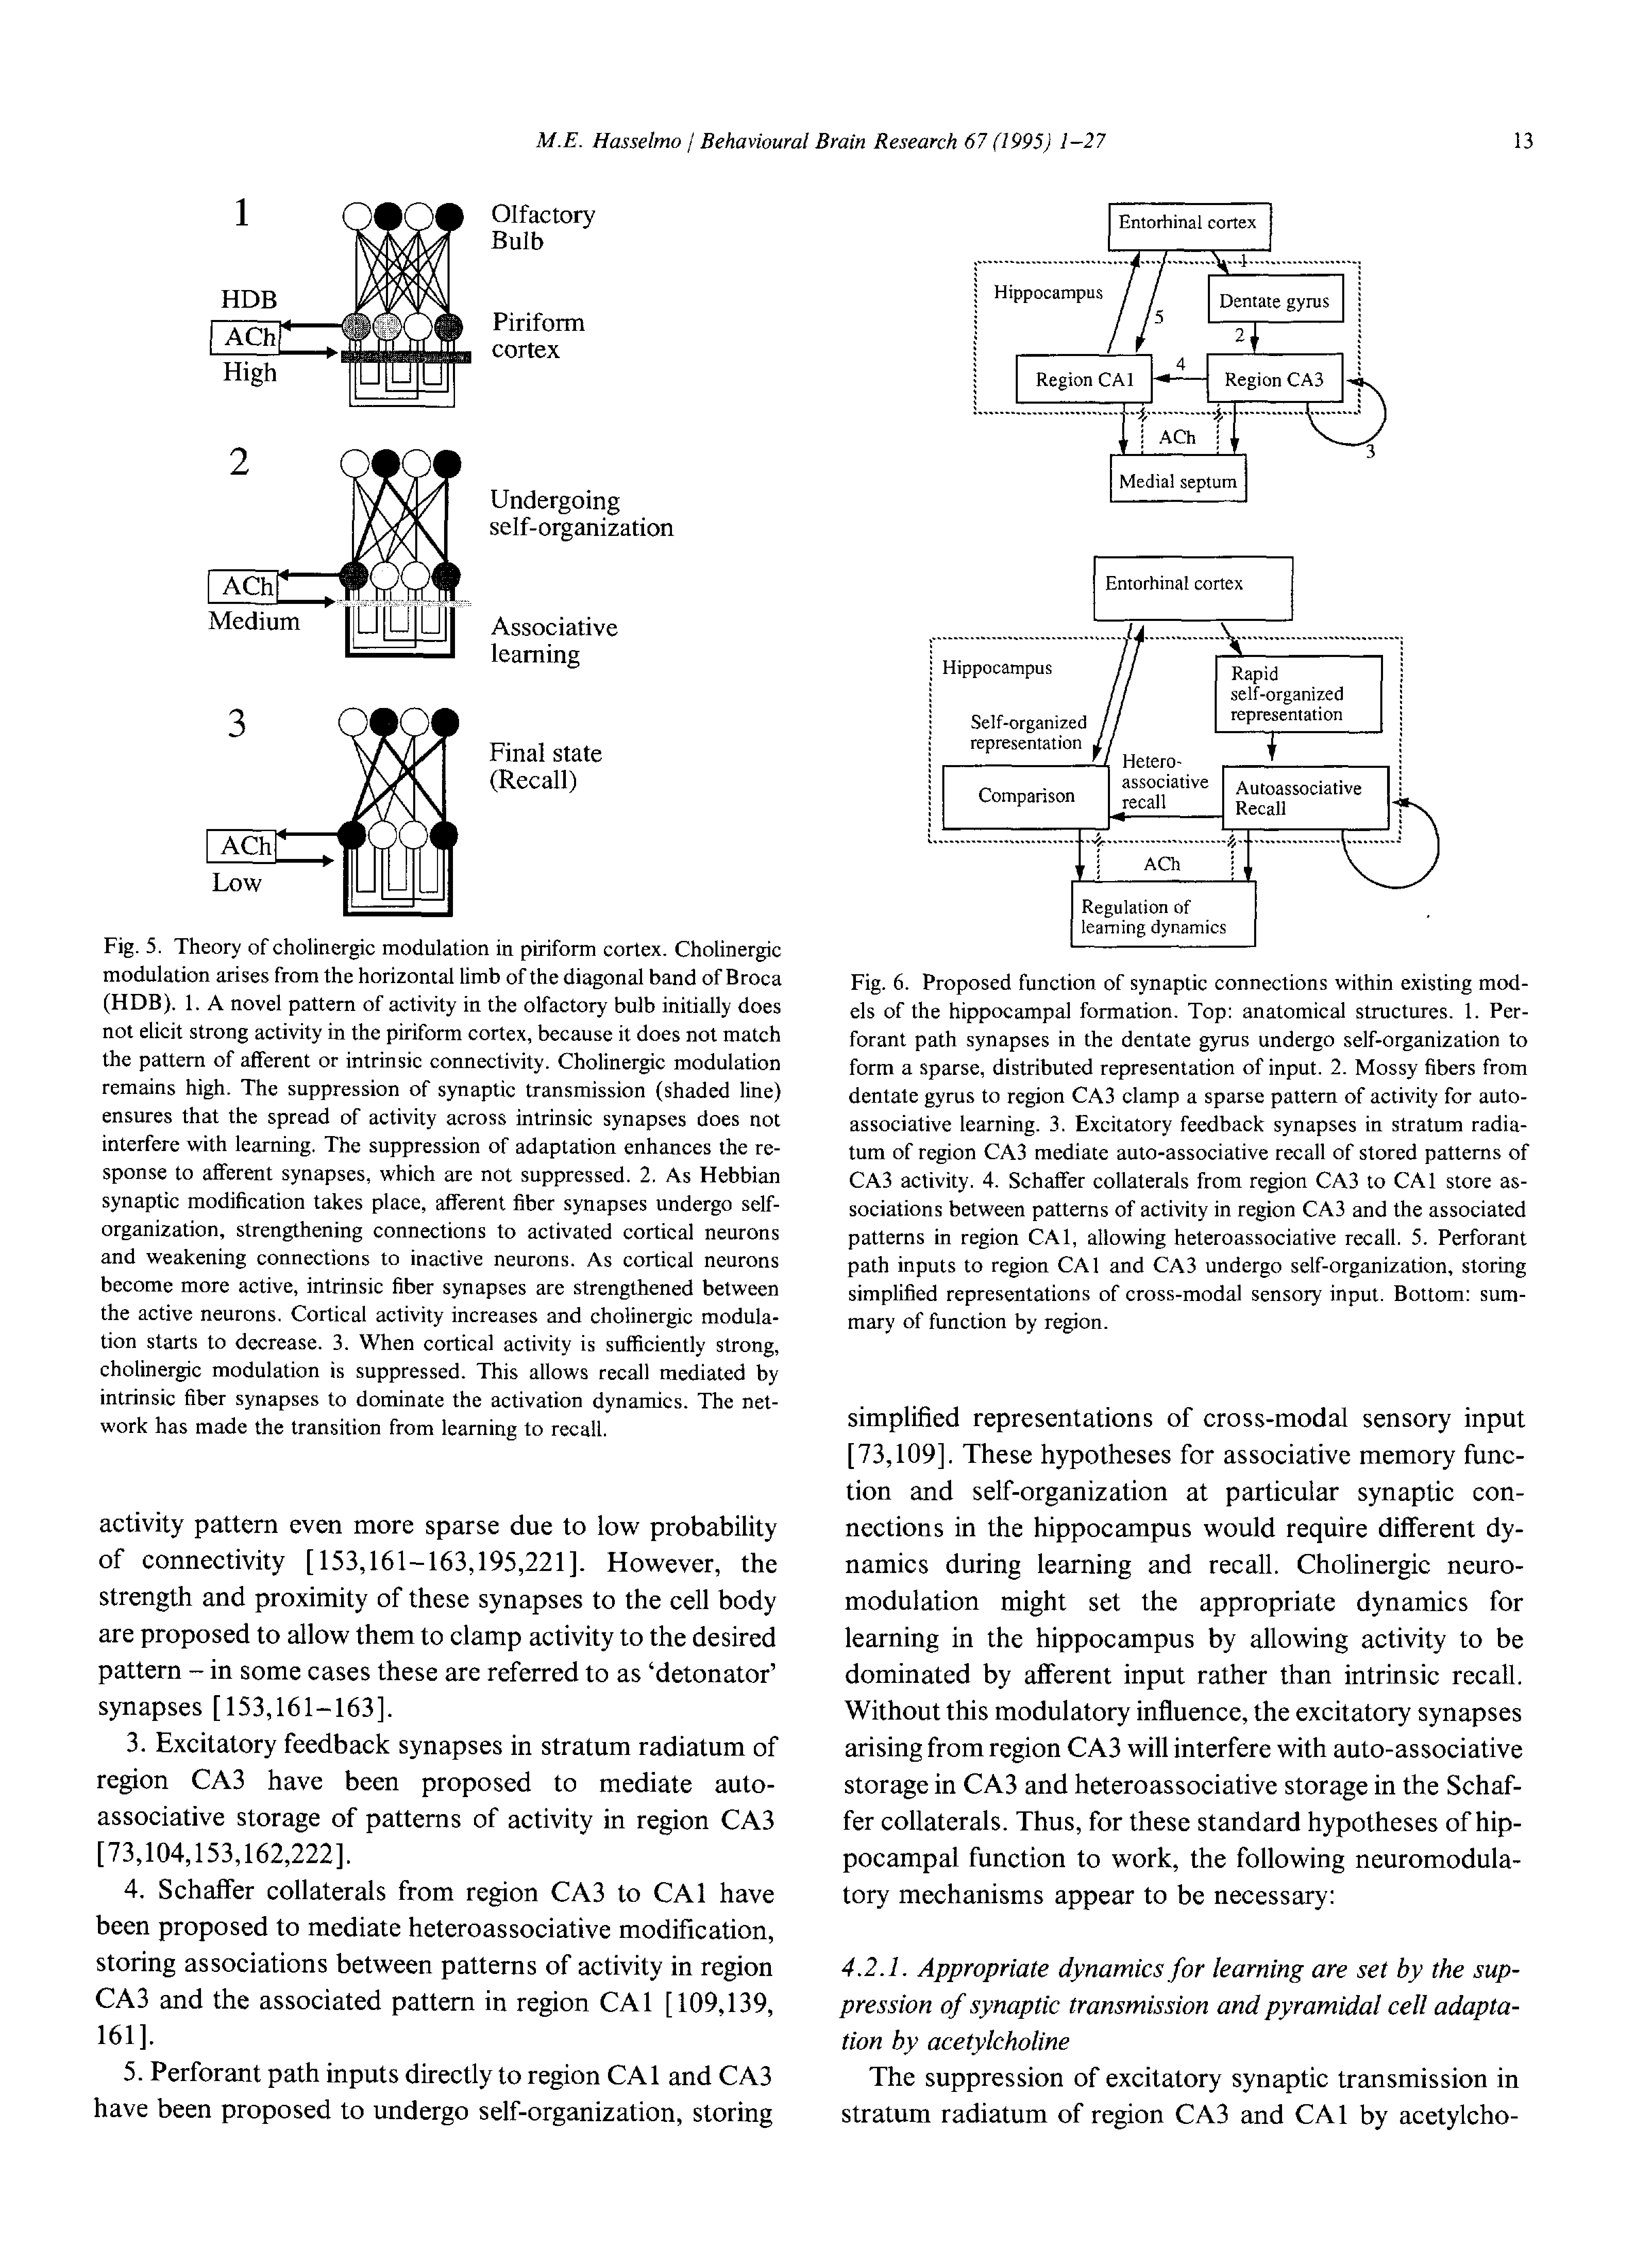 M.E. Hasselmo / Behavioural Brain Research 67 (1995) 1–27
13
1
Olfactory
Bulb
HDB
ACh
High
Piriform
cortex
2
Undergoing
self-organization
ACh
Medium
Associative
learning
3
Final state
(Recall)
ACh
Low
Fig. 5. Theory of cholinergic modulation in piriform cortex. Cholinergic
modulation arises from the horizontal limb of the diagonal band of Broca
(HDB). 1. A novel pattern of activity in the olfactory bulb initially does
not elicit strong activity in the piriform cortex, because it does not match
the pattern of afferent or intrinsic connectivity. Cholinergic modulation
remains high. The suppression of synaptic transmission (shaded line)
ensures that the spread of activity across intrinsic synapses does not
interfere with learning. The suppression of adaptation enhances the re-
sponse to afferent synapses, which are not suppressed. 2. As Hebbian
synaptic modification takes place, afferent fiber synapses undergo self-
organization, strengthening connections to activated cortical neurons
and weakening connections to inactive neurons. As cortical neurons
become more active, intrinsic fiber synapses are strengthened between
the active neurons. Cortical activity increases and cholinergic modula-
tion starts to decrease. 3. When cortical activity is sufficiently strong,
cholinergic modulation is suppressed. This allows recall mediated by
intrinsic fiber synapses to dominate the activation dynamics. The net-
work has made the transition from learning to recall.
activity pattern even more sparse due to low probability
of connectivity [153,161–163,195,221]. However, the
strength and proximity of these synapses to the cell body
are proposed to allow them to clamp activity to the desired
pattern – in some cases these are referred to as ‘detonator’
synapses [153,161–163].
3. Excitatory feedback synapses in stratum radiatum of
region CA3 have been proposed to mediate auto-
associative storage of patterns of activity in region CA3
[73,104,153,162,222].
4. Schaffer collaterals from region CA3 to CA1 have
been proposed to mediate heteroassociative modification,
storing associations between patterns of activity in region
CA3 and the associated pattern in region CA1 [109,139,
161].
5. Perforant path inputs directly to region CA1 and CA3
have been proposed to undergo self-organization, storing
Entorhinal cortex
1
Hippocampus
Dentate gyrus
5
2
4
Region CA1
Region CA3
ACh
3
Medial septum
Entorhinal cortex
Hippocampus
Rapid
self-organized
representation
Self-organized
representation
Hetero-
associative
recall
Comparison
Autoassociative
Recall
ACh
Regulation of
learning dynamics
Fig. 6. Proposed function of synaptic connections within existing mod-
els of the hippocampal formation. Top: anatomical structures. 1. Per-
forant path synapses in the dentate gyrus undergo self-organization to
form a sparse, distributed representation of input. 2. Mossy fibers from
dentate gyrus to region CA3 clamp a sparse pattern of activity for auto-
associative learning. 3. Excitatory feedback synapses in stratum radia-
tum of region CA3 mediate auto-associative recall of stored patterns of
CA3 activity. 4. Schaffer collaterals from region CA3 to CA1 store as-
sociations between patterns of activity in region CA3 and the associated
patterns in region CA1, allowing heteroassociative recall. 5. Perforant
path inputs to region CA1 and CA3 undergo self-organization, storing
simplified representations of cross-modal sensory input. Bottom: sum-
mary of function by region.
simplified representations of cross-modal sensory input
[73,109]. These hypotheses for associative memory func-
tion and self-organization at particular synaptic con-
nections in the hippocampus would require different dy-
namics during learning and recall. Cholinergic neuro-
modulation might set the appropriate dynamics for
learning in the hippocampus by allowing activity to be
dominated by afferent input rather than intrinsic recall.
Without this modulatory influence, the excitatory synapses
arising from region CA3 will interfere with auto-associative
storage in CA3 and heteroassociative storage in the Schaf-
fer collaterals. Thus, for these standard hypotheses of hip-
pocampal function to work, the following neuromodula-
tory mechanisms appear to be necessary:
4.2.1. Appropriate dynamics for learning are set by the sup-
pression of synaptic transmission and pyramidal cell adapta-
tion by acetylcholine
The suppression of excitatory synaptic transmission in
stratum radiatum of region CA3 and CA1 by acetylcho-